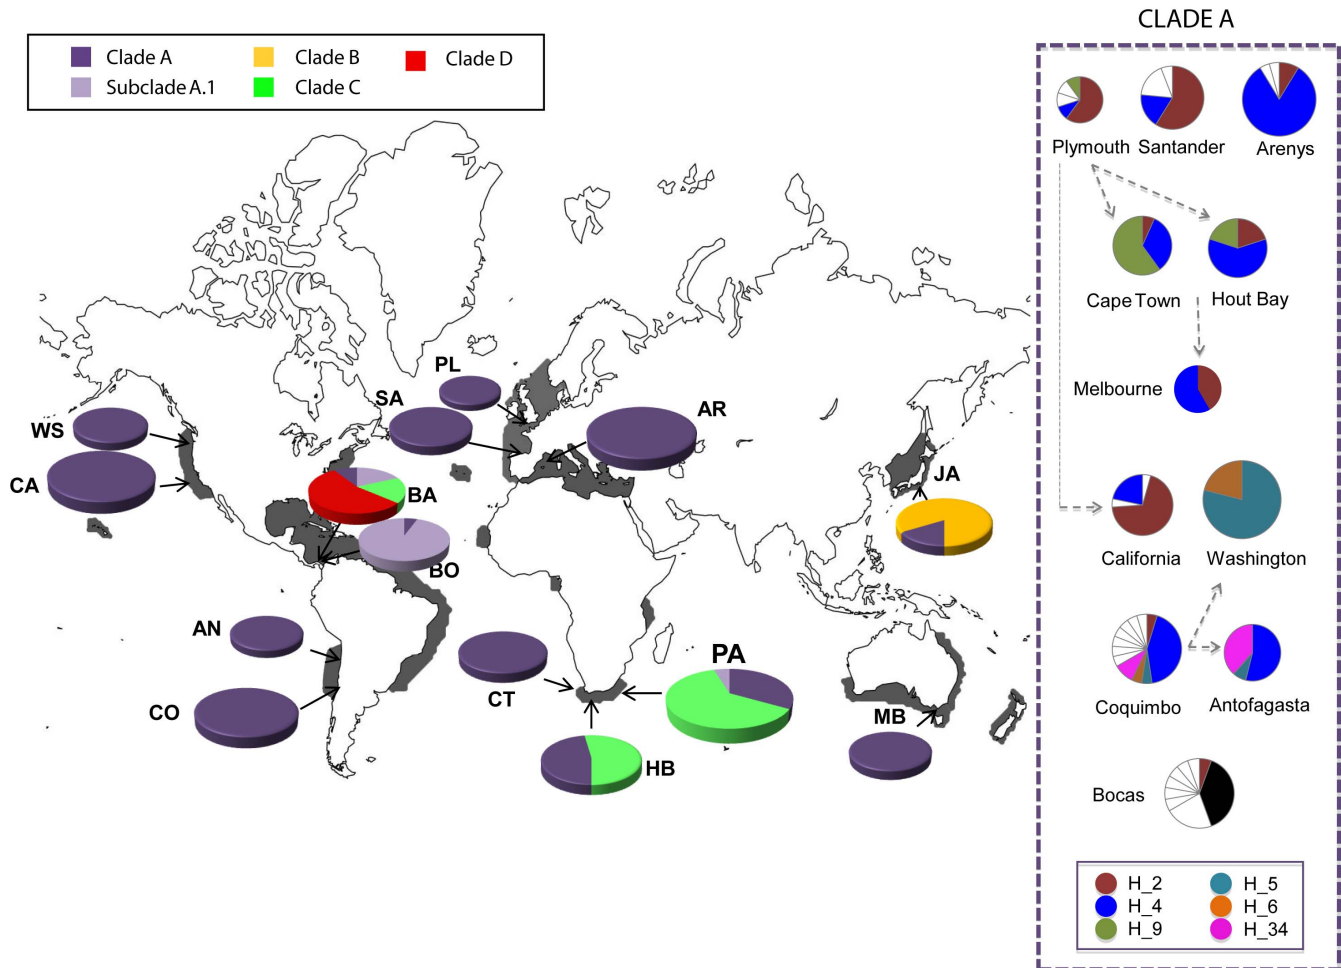 CLADE A
Clade A
Clade B
Clade D
Subclade A.1
Clade C
Plymouth
Santander
Arenys
Cape Town
Hout Bay
Melbourne
California
Washington
Coquimbo
Antofagasta
Bocas
H_2
H_5
H_4
H_6
H_9
H_34
PL
SA
AR
WS
CA
BA
JA
BO
AN
CO
CT
PA
MB
HB